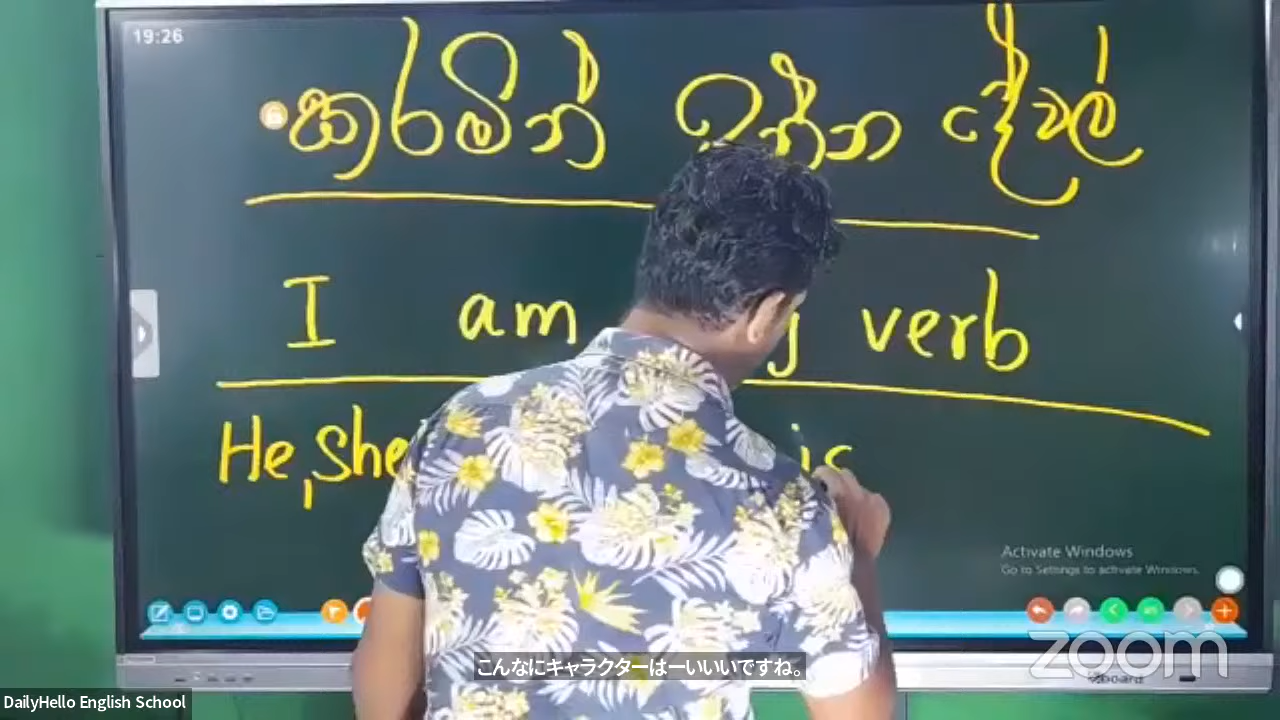 19:26
කරමින් ඉන්න දේවල්
I am verb
He, she is
Activate Windows
Go to Settings to activate Windows.
zoom
こんなにキャラクターはーいいいですね。
DailyHello English School